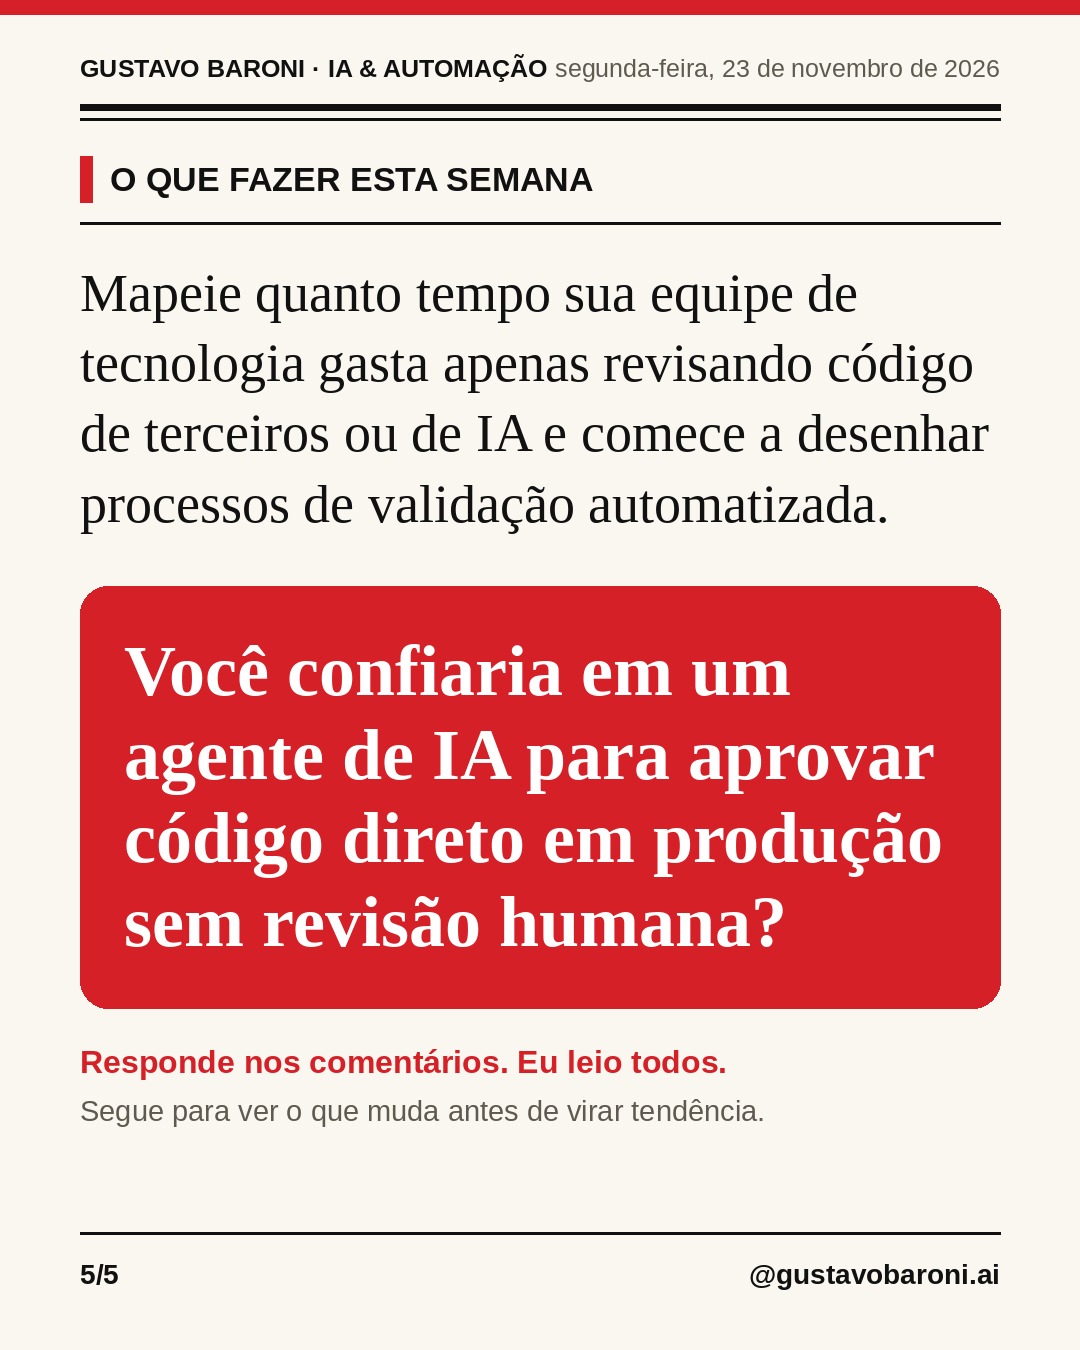 GUSTAVO BARONI · IA & AUTOMAÇÃO segunda-feira, 23 de novembro de 2026
O QUE FAZER ESTA SEMANA
Mapeie quanto tempo sua equipe de
tecnologia gasta apenas revisando código
de terceiros ou de IA e comece a desenhar
processos de validação automatizada.
Você confiaria em um
agente de IA para aprovar
código direto em produção
sem revisão humana?
Responde nos comentários. Eu leio todos.
Segue para ver o que muda antes de virar tendência.
5/5 @gustavobaroni.ai